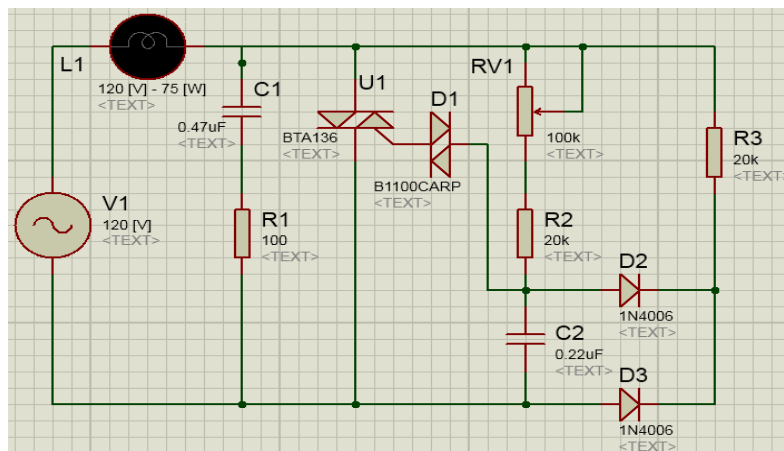 L1
120 [V] - 75 [W]
<TEXT>
C1
0.47uF
<TEXT>
U1
BTA136
<TEXT>
D1
B1100CARP
<TEXT>
RV1
100k
<TEXT>
R3
20k
<TEXT>
V1
120 [V]
<TEXT>
R1
100
<TEXT>
R2
20k
<TEXT>
D2
1N4006
<TEXT>
C2
0.22uF
<TEXT>
D3
1N4006
<TEXT>